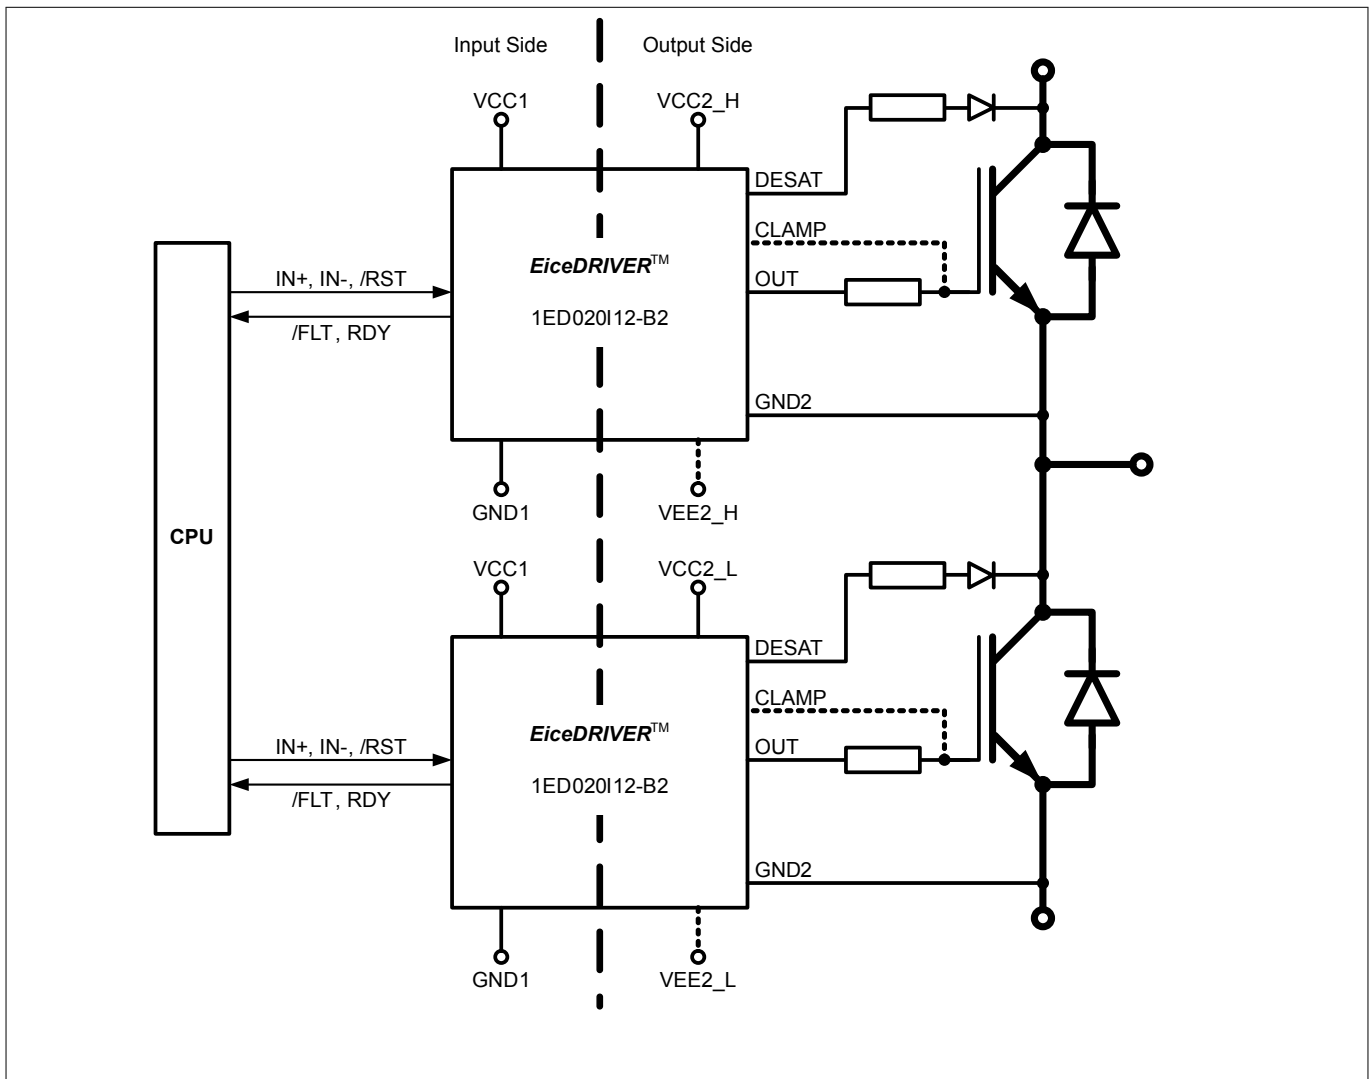 Input Side
Output Side
VCC1
VCC2_H
DESAT
CLAMP
EiceDRIVER™
OUT
IN+, IN-, /RST
1ED020I12-B2
/FLT, RDY
GND2
GND1
VEE2_H
CPU
VCC1
VCC2_L
DESAT
CLAMP
EiceDRIVER™
OUT
IN+, IN-, /RST
1ED020I12-B2
/FLT, RDY
GND2
GND1
VEE2_L